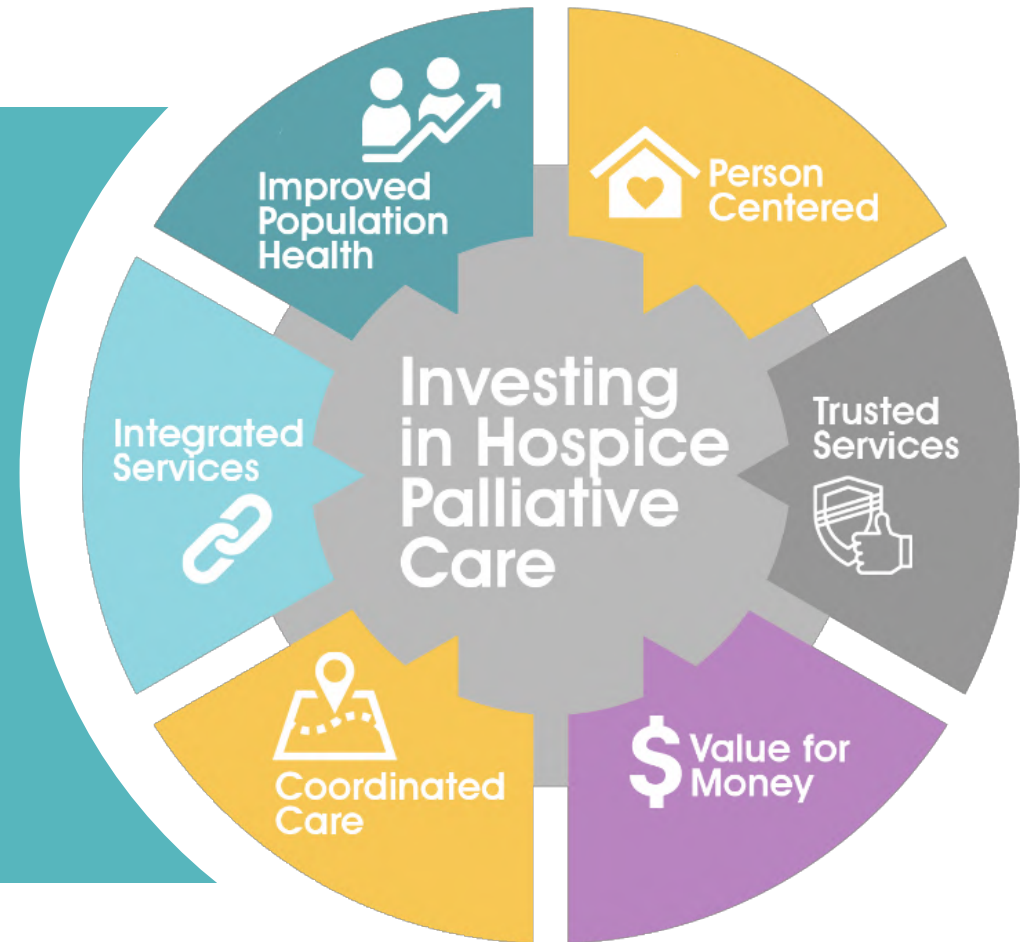 Improved
Population
Health
Person
Centered
Integrated
Services
Investing
in Hospice
Palliative
Care
Trusted
Services
Coordinated
Care
$ Value for
Money